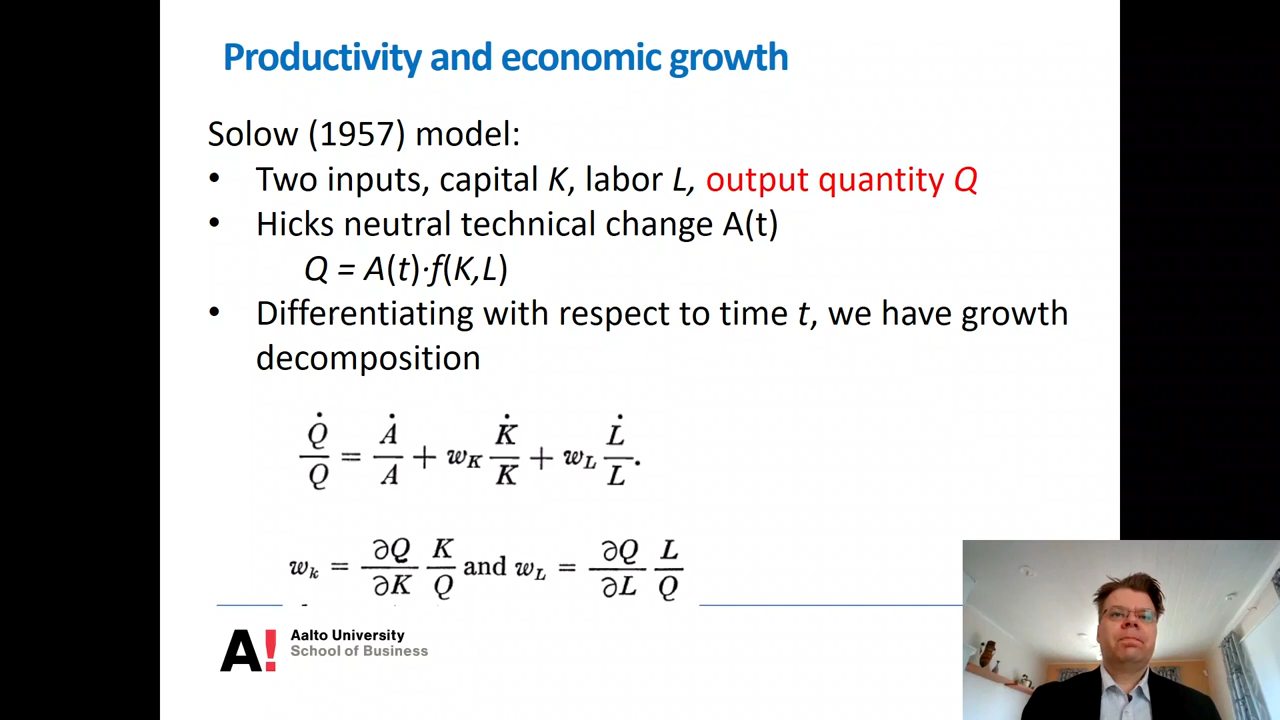 Productivity and economic growth
Solow (1957) model:
• Two inputs, capital K, labor L, output quantity Q
• Hicks neutral technical change A(t)
Q = A(t)·f(K,L)
• Differentiating with respect to time t, we have growth
decomposition
Q̇/Q = Ȧ/A + w_K K̇/K + w_L L̇/L.
w_k = ∂Q/∂K K/Q and w_L = ∂Q/∂L L/Q
A!
Aalto University
School of Business